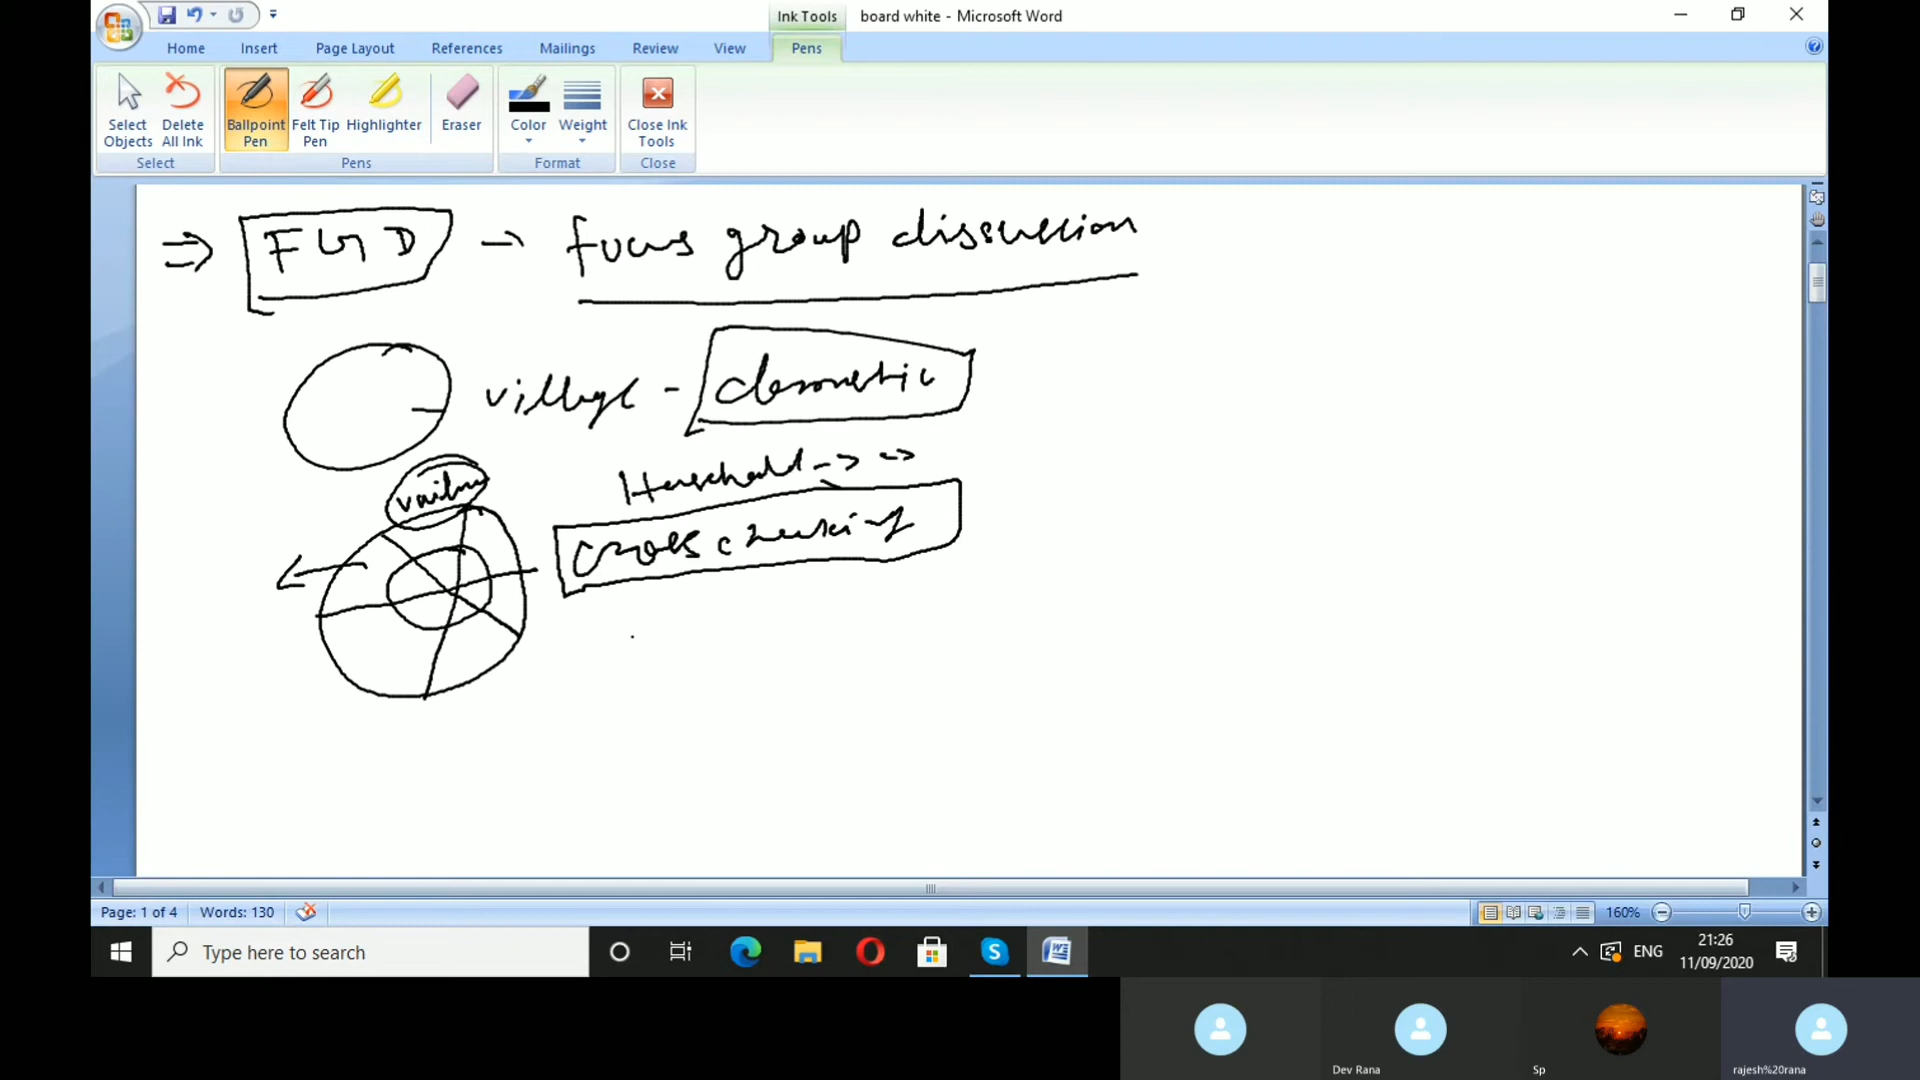 Ink Tools board white - Microsoft Word
Home Insert Page Layout References Mailings Review View Pens
Select Objects Delete All Ink Ballpoint Pen Felt Tip Pen Highlighter Eraser Color Weight Close Ink Tools
Select Pens Format Close
⇒ FGD → focus group disscussion
village - domestic
Household → →
cross checking
Page: 1 of 4 Words: 130 160%
Type here to search ENG 21:26 11/09/2020
Dev Rana Sp rajesh%20rana